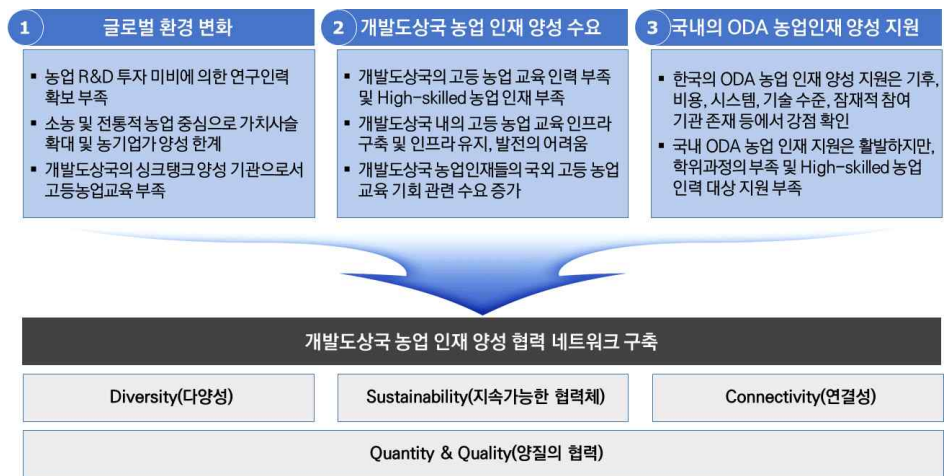 1 글로벌 환경 변화
▪ 농업 R&D 투자 미비에 의한 연구인력
확보 부족
▪ 소농 및 전통적 농업 중심으로 가치사슬
확대 및 농기업가 양성 한계
▪ 개발도상국의 싱크탱크 양성 기관으로서
고등농업교육 부족
2 개발도상국 농업 인재 양성 수요
▪ 개발도상국의 고등 농업 교육 인력 부족
및 High-skilled 농업 인재 부족
▪ 개발도상국 내의 고등 농업 교육 인프라
구축 및 인프라 유지, 발전의 어려움
▪ 개발도상국 농업인재들의 국외 고등 농업
교육 기회 관련 수요 증가
3 국내의 ODA 농업인재 양성 지원
▪ 한국의 ODA 농업 인재 양성 지원은 기후,
비용, 시스템, 기술 수준, 잠재적 참여
기관 존재 등에서 강점 확인
▪ 국내 ODA 농업 인재 지원은 활발하지만,
학위과정의 부족 및 High-skilled 농업
인력 대상 지원 부족
개발도상국 농업 인재 양성 협력 네트워크 구축
Diversity(다양성)
Sustainability(지속가능한 협력체)
Connectivity(연결성)
Quantity & Quality(양질의 협력)